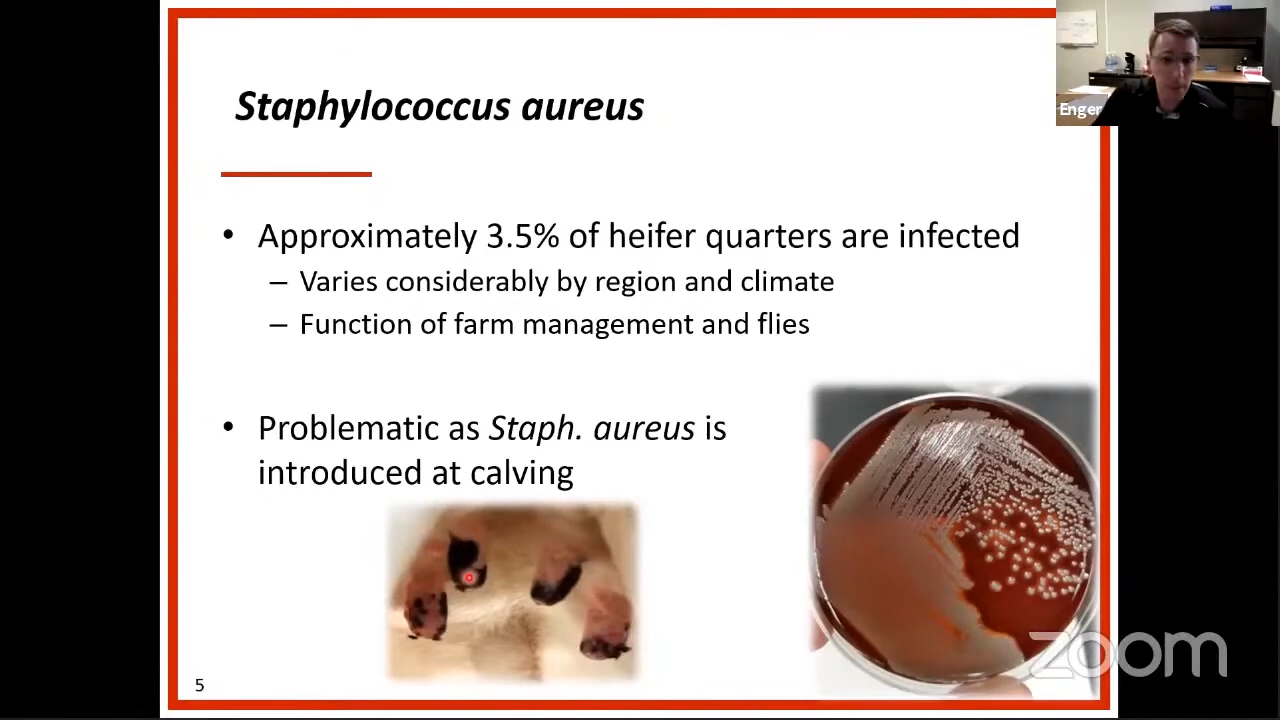 Staphylococcus aureus
• Approximately 3.5% of heifer quarters are infected
– Varies considerably by region and climate
– Function of farm management and flies
• Problematic as Staph. aureus is
introduced at calving
5
Enger
zoom